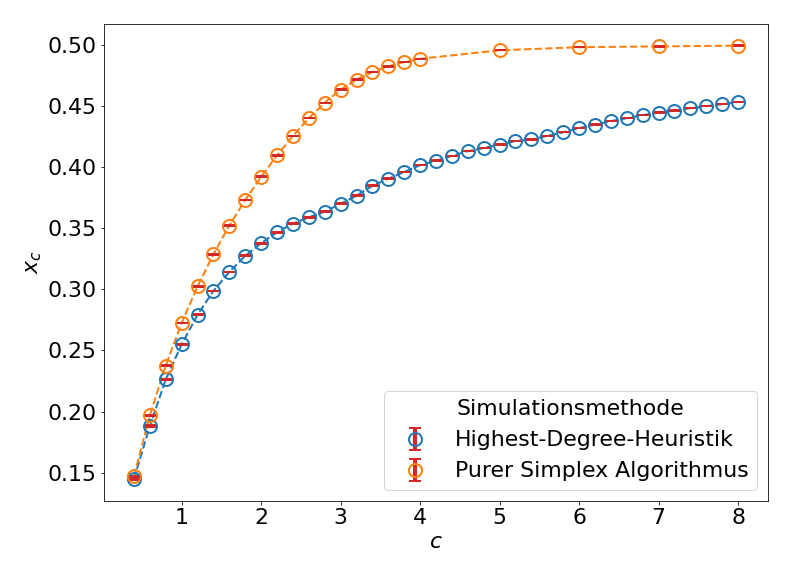 0.50
0.45
0.40
0.35
0.30
0.25
0.20
0.15
x_c
1 2 3 4 5 6 7 8
c
Simulationsmethode
Highest-Degree-Heuristik
Purer Simplex Algorithmus